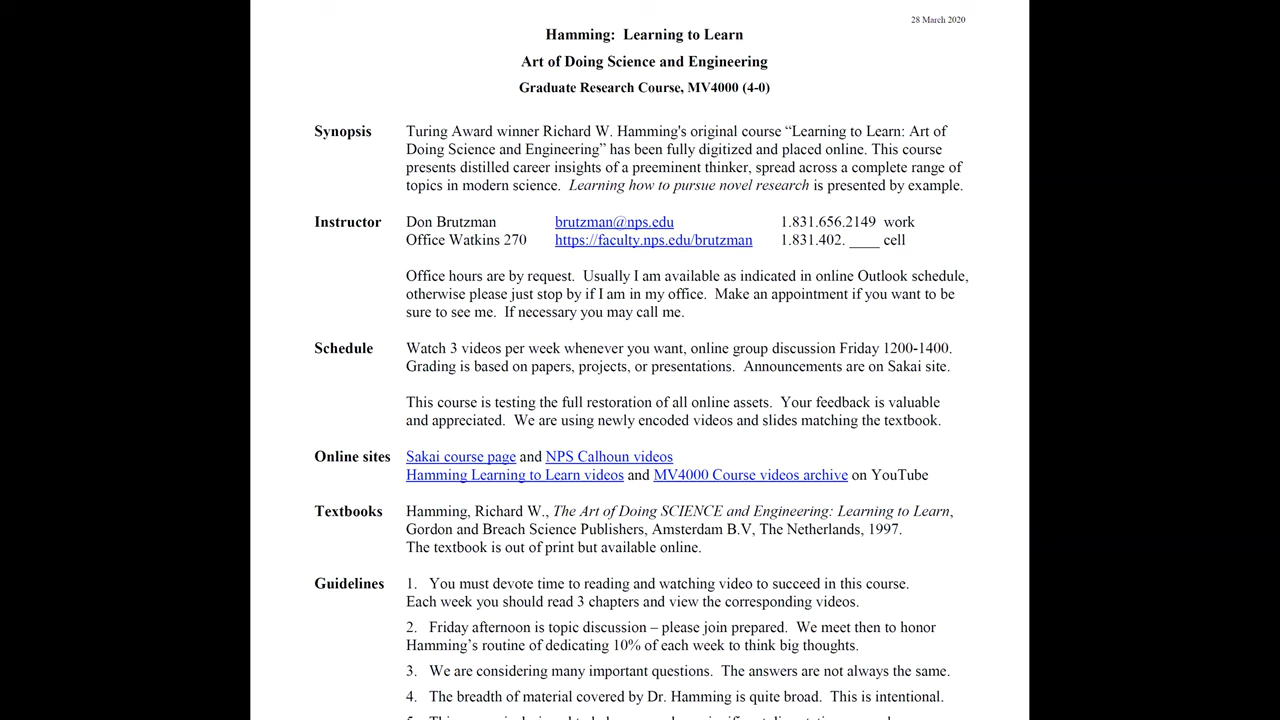 28 March 2020
Hamming: Learning to Learn
Art of Doing Science and Engineering
Graduate Research Course, MV4000 (4-0)
Synopsis Turing Award winner Richard W. Hamming's original course “Learning to Learn: Art of
Doing Science and Engineering” has been fully digitized and placed online. This course
presents distilled career insights of a preeminent thinker, spread across a complete range of
topics in modern science. Learning how to pursue novel research is presented by example.
Instructor Don Brutzman brutzman@nps.edu 1.831.656.2149 work
Office Watkins 270 https://faculty.nps.edu/brutzman 1.831.402. ____ cell
Office hours are by request. Usually I am available as indicated in online Outlook schedule,
otherwise please just stop by if I am in my office. Make an appointment if you want to be
sure to see me. If necessary you may call me.
Schedule Watch 3 videos per week whenever you want, online group discussion Friday 1200-1400.
Grading is based on papers, projects, or presentations. Announcements are on Sakai site.
This course is testing the full restoration of all online assets. Your feedback is valuable
and appreciated. We are using newly encoded videos and slides matching the textbook.
Online sites Sakai course page and NPS Calhoun videos
Hamming Learning to Learn videos and MV4000 Course videos archive on YouTube
Textbooks Hamming, Richard W., The Art of Doing SCIENCE and Engineering: Learning to Learn,
Gordon and Breach Science Publishers, Amsterdam B.V, The Netherlands, 1997.
The textbook is out of print but available online.
Guidelines 1. You must devote time to reading and watching video to succeed in this course.
Each week you should read 3 chapters and view the corresponding videos.
2. Friday afternoon is topic discussion – please join prepared. We meet then to honor
Hamming’s routine of dedicating 10% of each week to think big thoughts.
3. We are considering many important questions. The answers are not always the same.
4. The breadth of material covered by Dr. Hamming is quite broad. This is intentional.